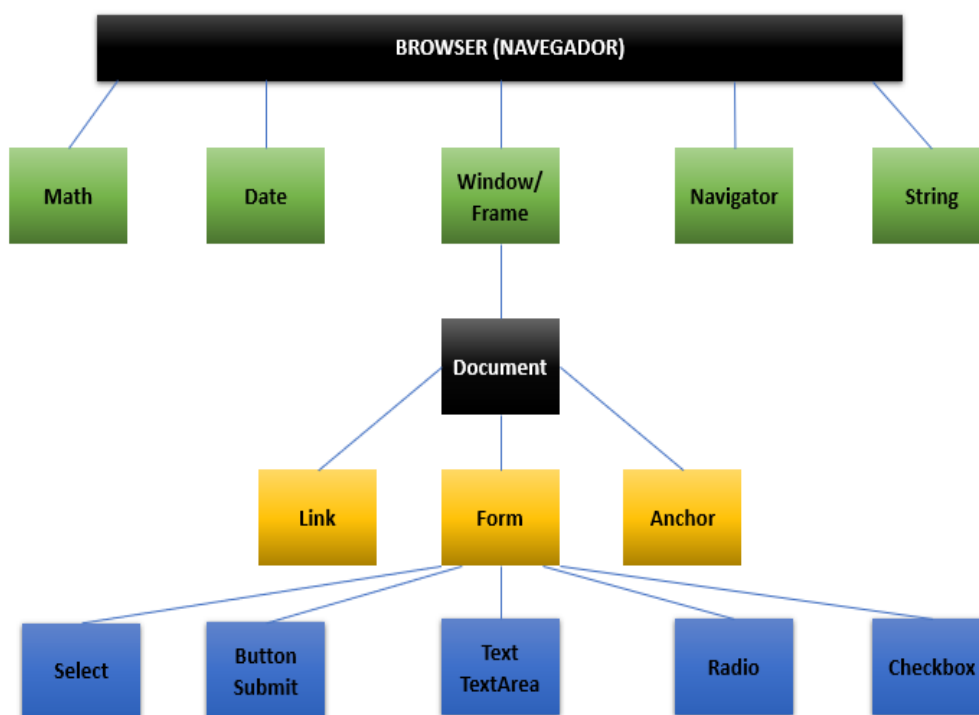 BROWSER (NAVEGADOR)
Math
Date
Window/
Frame
Navigator
String
Document
Link
Form
Anchor
Select
Button
Submit
Text
TextArea
Radio
Checkbox